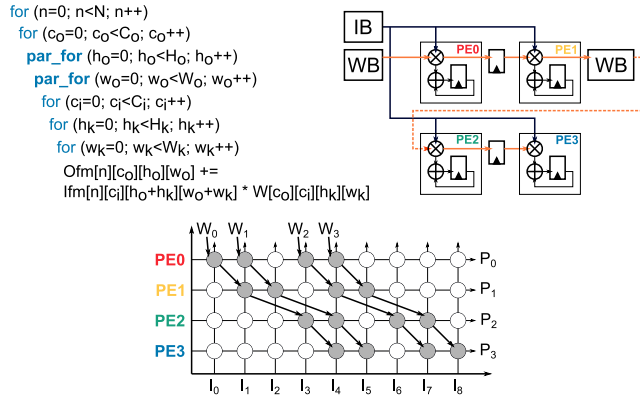 for (n=0; n<N; n++)
for (cₒ=0; cₒ<Cₒ; cₒ++)
par_for (hₒ=0; hₒ<Hₒ; hₒ++)
par_for (wₒ=0; wₒ<Wₒ; wₒ++)
for (cᵢ=0; cᵢ<Cᵢ; cᵢ++)
for (hₖ=0; hₖ<Hₖ; hₖ++)
for (wₖ=0; wₖ<Wₖ; wₖ++)
Ofm[n][cₒ][hₒ][wₒ] +=
Ifm[n][cᵢ][hₒ+hₖ][wₒ+wₖ] * W[cₒ][cᵢ][hₖ][wₖ]
IB
WB
PE0
PE1
WB
PE2
PE3
W₀ W₁ W₂ W₃
PE0 P₀
PE1 P₁
PE2 P₂
PE3 P₃
I₀ I₁ I₂ I₃ I₄ I₅ I₆ I₇ I₈